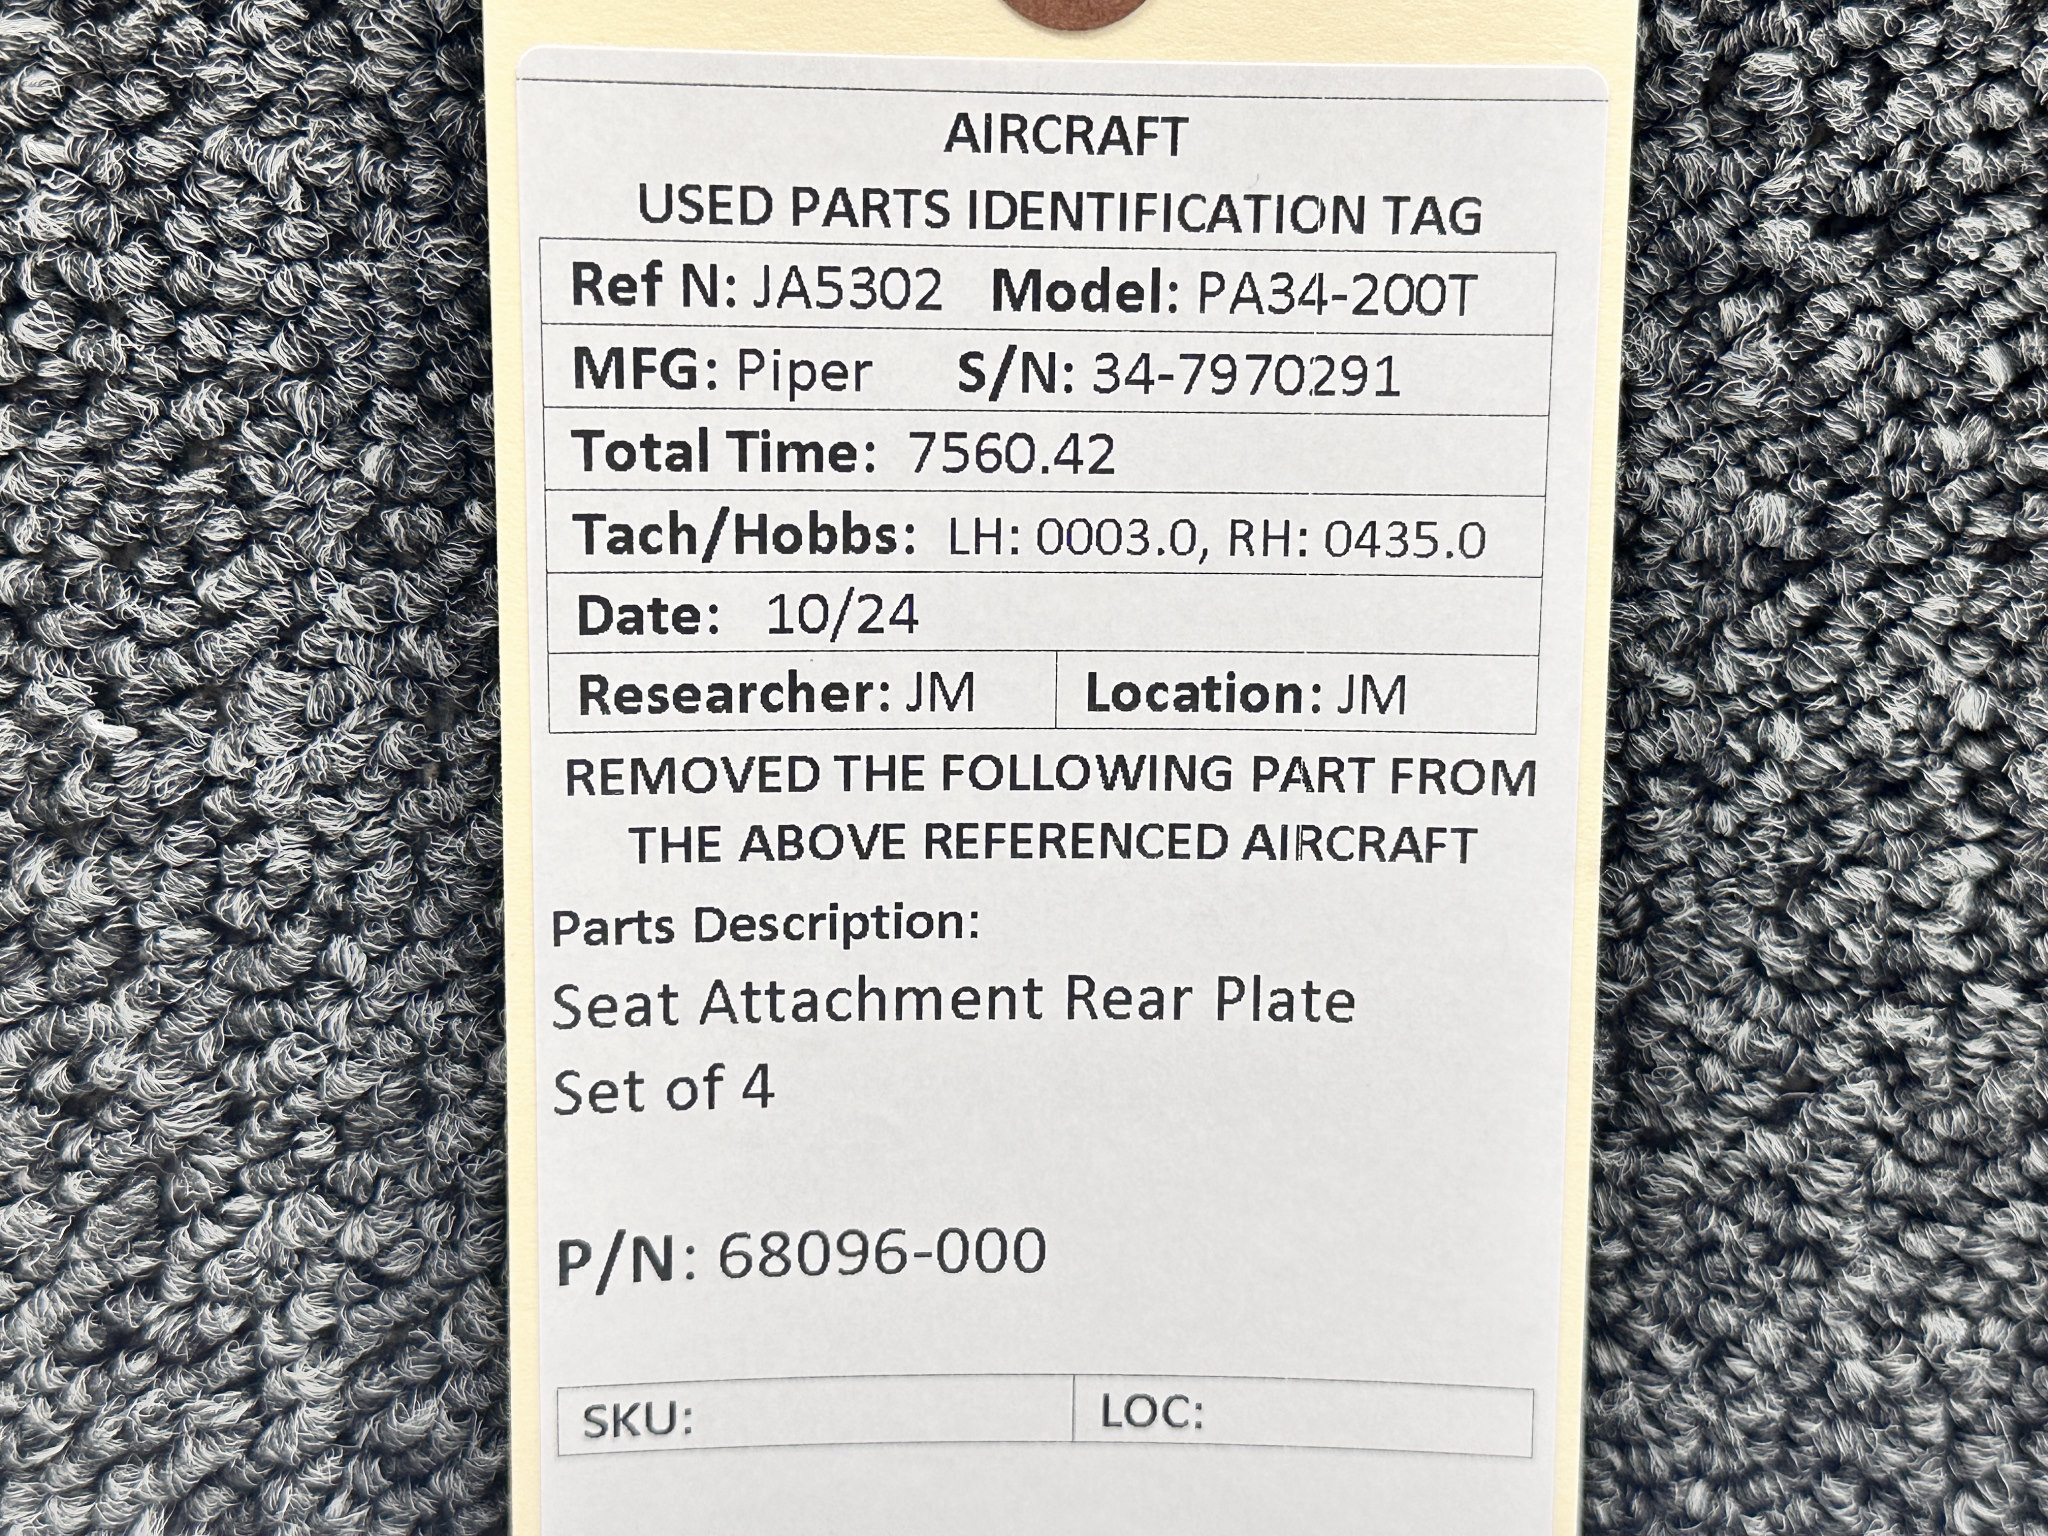 AIRCRAFT
USED PARTS IDENTIFICATION TAG
Ref N: JA5302 Model: PA34-200T
MFG: Piper S/N: 34-7970291
Total Time: 7560.42
Tach/Hobbs: LH: 0003.0, RH: 0435.0
Date: 10/24
Researcher: JM Location: JM
REMOVED THE FOLLOWING PART FROM
THE ABOVE REFERENCED AIRCRAFT
Parts Description:
Seat Attachment Rear Plate
Set of 4
P/N: 68096-000
SKU: LOC: